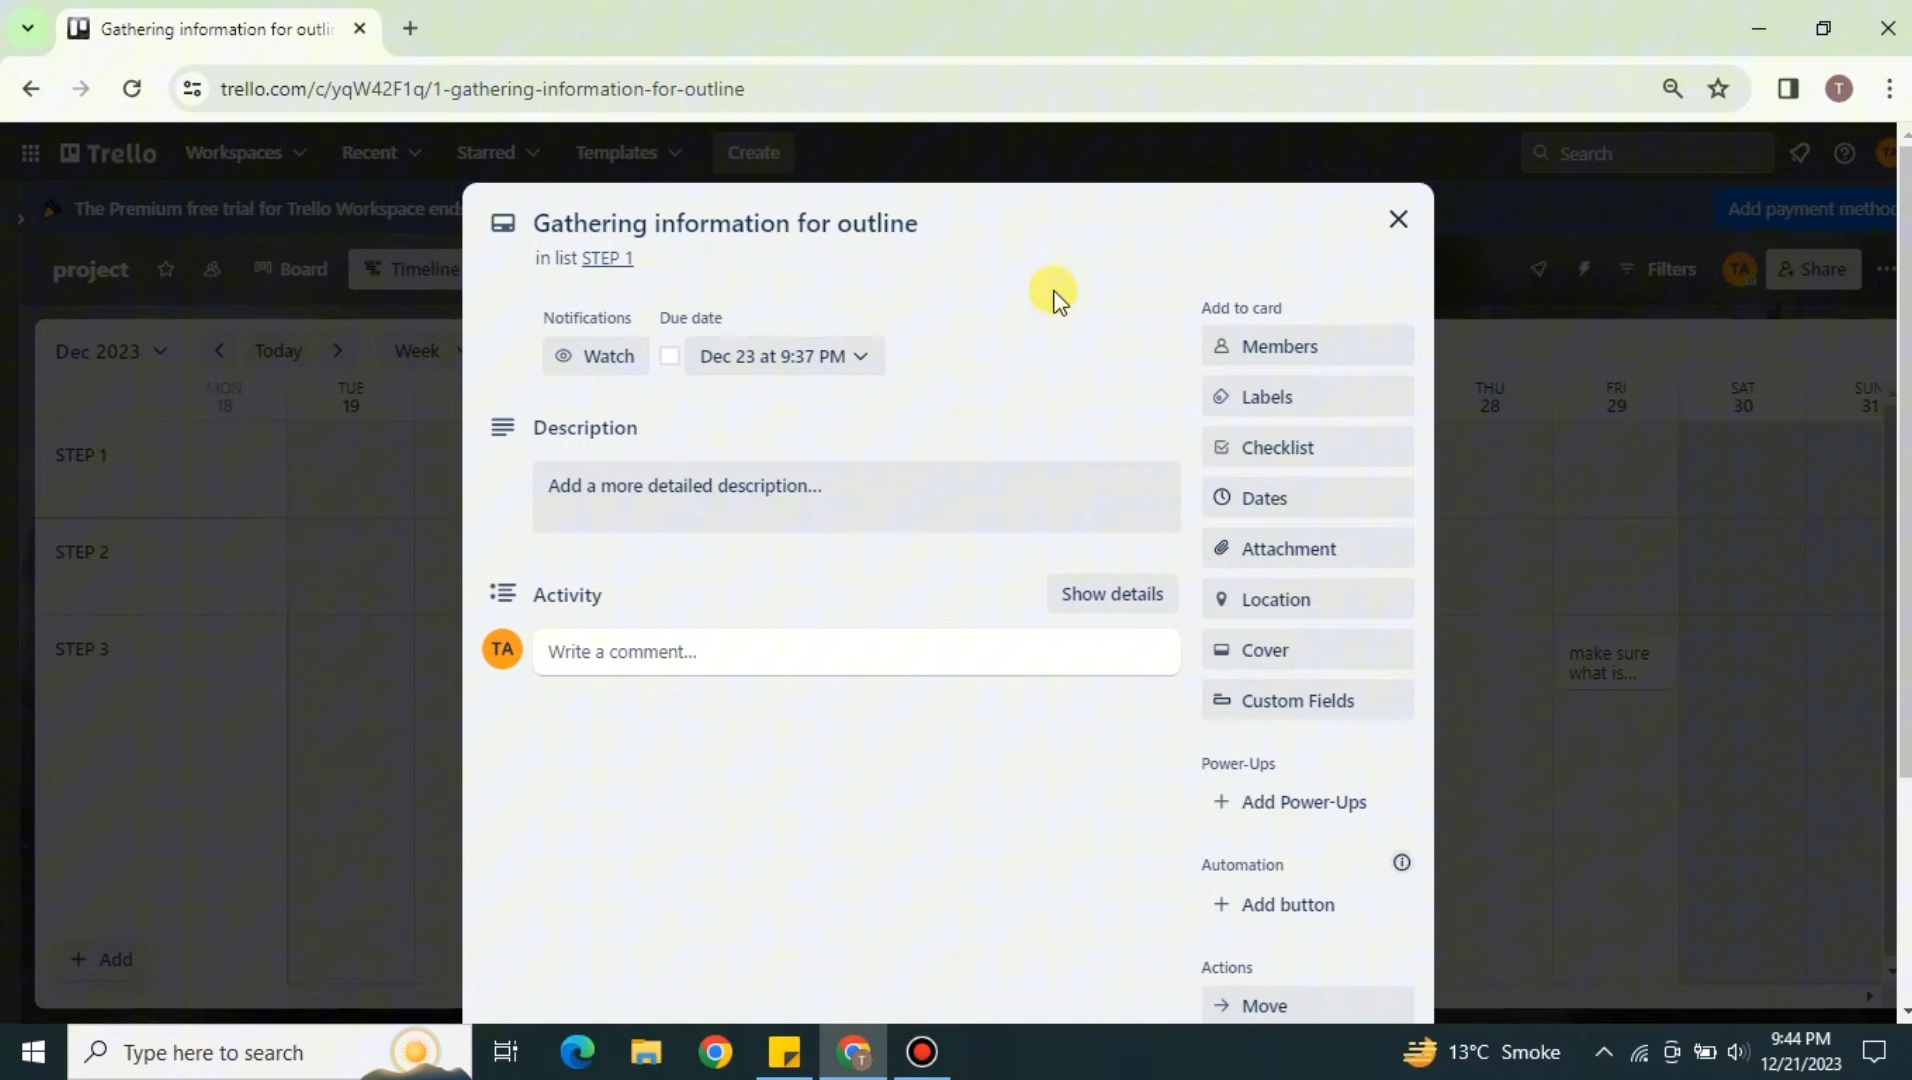 Gathering information for outlin
trello.com/c/yqW42F1q/1-gathering-information-for-outline
T
Trello
Workspaces
Recent
Starred
Templates
Create
Search
TA
The Premium free trial for Trello Workspace ends
Add payment method
project
Board
Timeline
Filters
TA
Share
Gathering information for outline
in list STEP 1
Notifications
Due date
Watch
Dec 23 at 9:37 PM
Description
Add a more detailed description...
Activity
Show details
TA
Write a comment...
Add to card
Members
Labels
Checklist
Dates
Attachment
Location
Cover
Custom Fields
Power-Ups
Add Power-Ups
Automation
Add button
Actions
Move
Dec 2023
Today
Week
MON
18
TUE
19
THU
28
FRI
29
SAT
30
SUN
31
STEP 1
STEP 2
STEP 3
make sure
what is...
Add
Type here to search
T
13°C Smoke
9:44 PM
12/21/2023